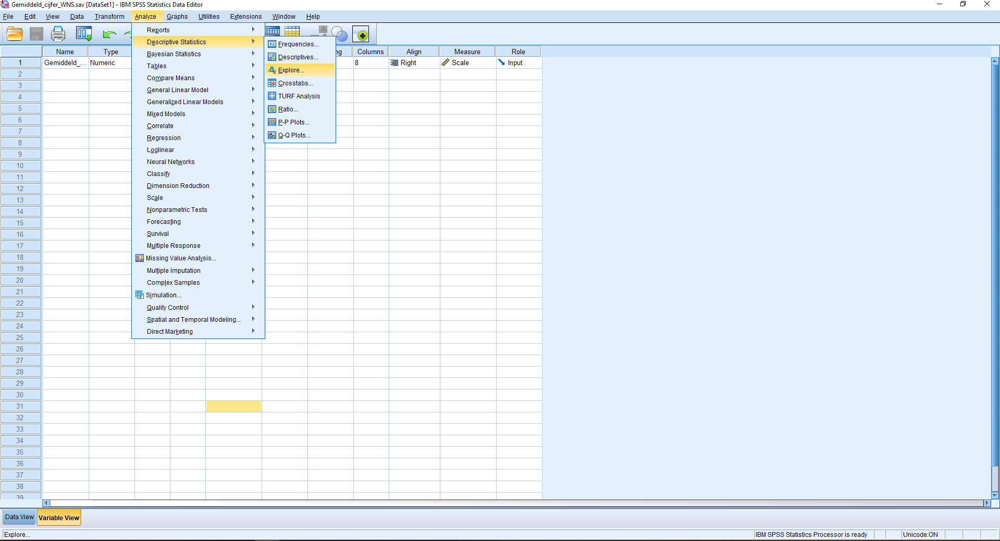 Gemiddeld_cijfer_WNS.sav [DataSet1] - IBM SPSS Statistics Data Editor
File Edit View Data Transform Analyze Graphs Utilities Extensions Window Help
Reports
Descriptive Statistics
Bayesian Statistics
Tables
Compare Means
General Linear Model
Generalized Linear Models
Mixed Models
Correlate
Regression
Loglinear
Neural Networks
Classify
Dimension Reduction
Scale
Nonparametric Tests
Forecasting
Survival
Multiple Response
Missing Value Analysis...
Multiple Imputation
Complex Samples
Simulation...
Quality Control
Spatial and Temporal Modeling...
Direct Marketing
123 Frequencies...
Descriptives...
Explore...
Crosstabs...
TURF Analysis
1/2 Ratio...
P-P Plots...
Q-Q Plots...
Name Type ng Columns Align Measure Role
1 Gemiddeld_... Numeric 8 Right Scale Input
2
3
4
5
6
7
8
9
10
11
12
13
14
15
16
17
18
19
20
21
22
23
24
25
26
27
28
29
30
31
32
33
34
35
36
37
38
39
Data View Variable View
Explore... IBM SPSS Statistics Processor is ready Unicode:ON